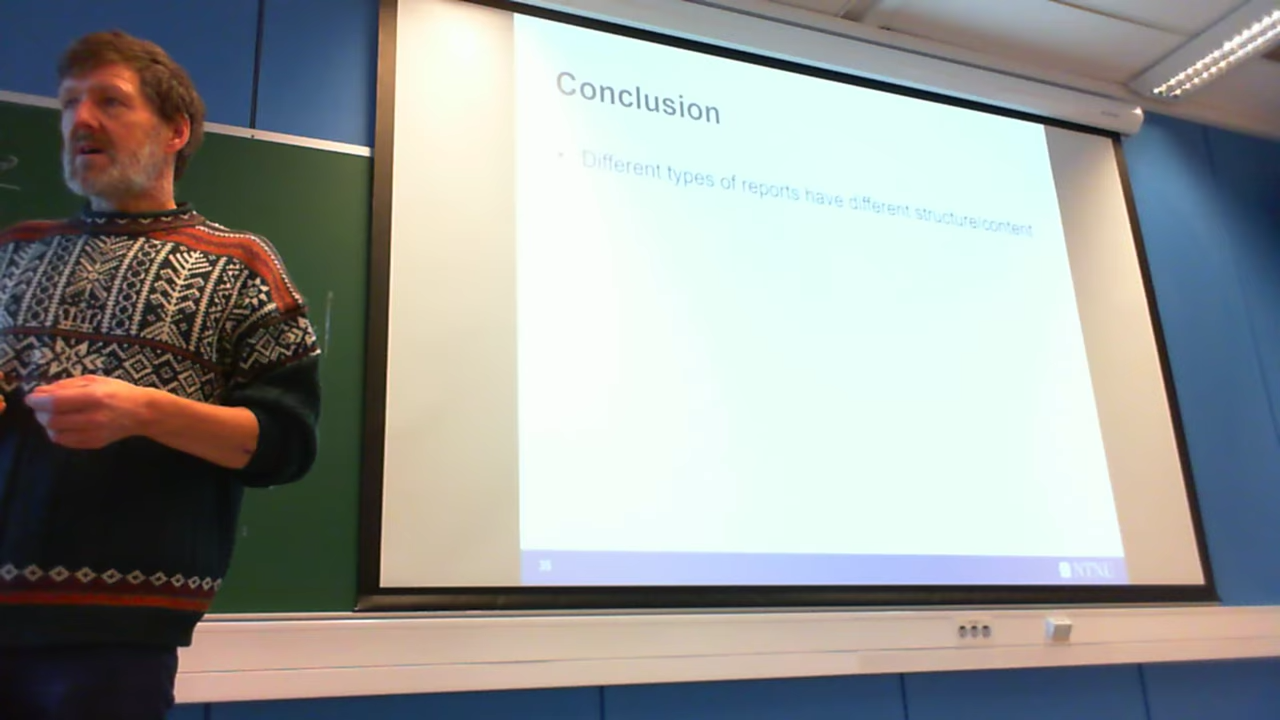 Conclusion
• Different types of reports have different structure/content
NTNU